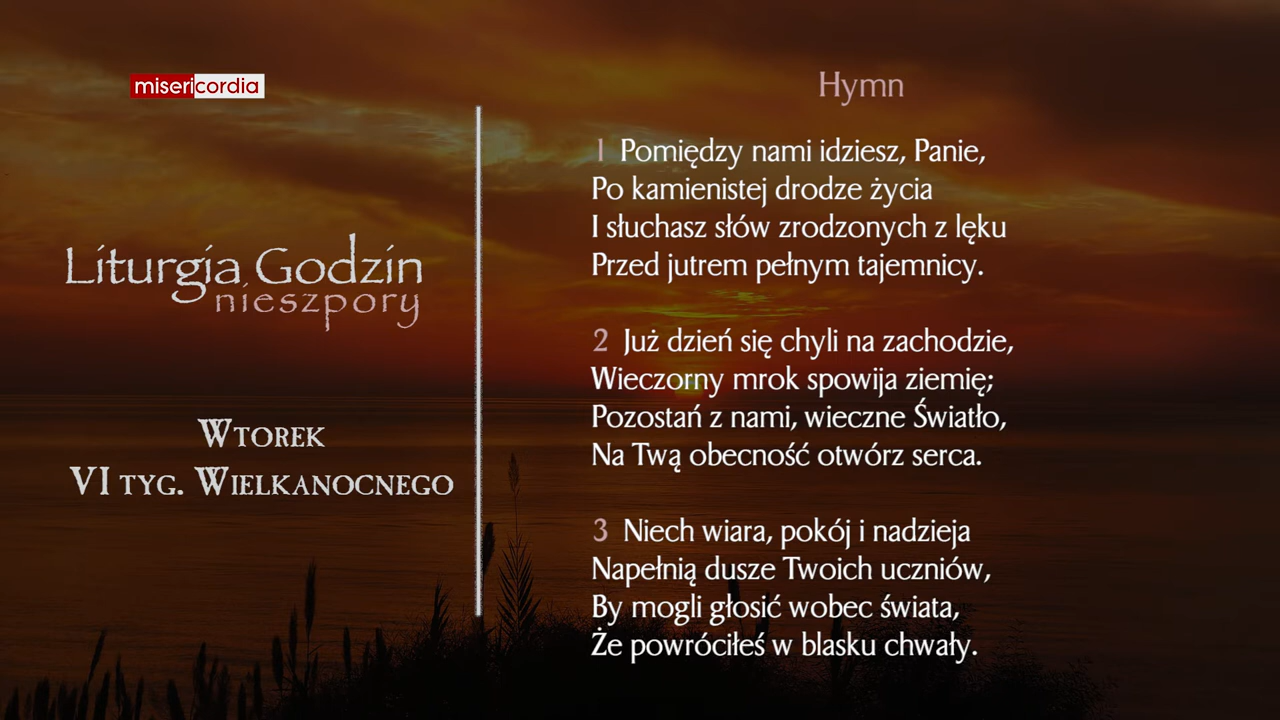 misericordia
Liturgia Godzin
nieszpory
Wtorek
VI tyg. Wielkanocnego
Hymn
1 Pomiędzy nami idziesz, Panie,
Po kamienistej drodze życia
I słuchasz słów zrodzonych z lęku
Przed jutrem pełnym tajemnicy.
2 Już dzień się chyli na zachodzie,
Wieczorny mrok spowija ziemię;
Pozostań z nami, wieczne Światło,
Na Twą obecność otwórz serca.
3 Niech wiara, pokój i nadzieja
Napełnią dusze Twoich uczniów,
By mogli głosić wobec świata,
Że powróciłeś w blasku chwały.